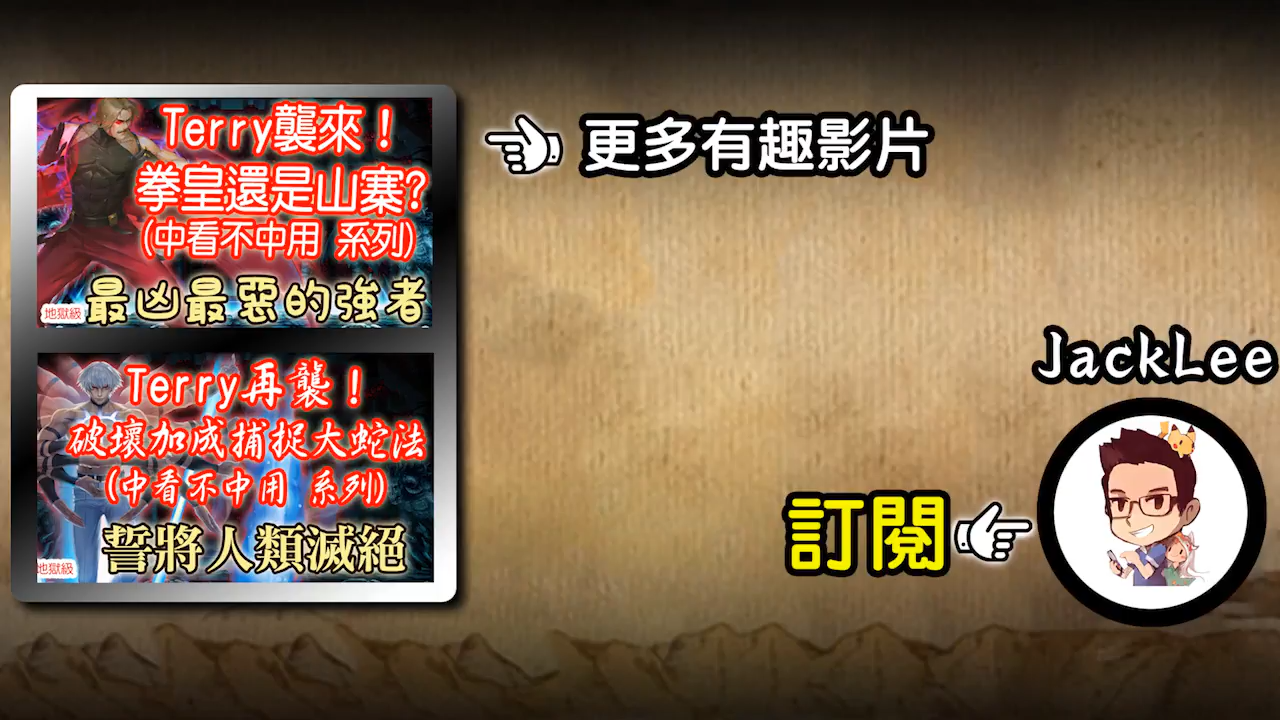 Terry襲來！
拳皇還是山寨?
(中看不中用 系列)
最凶最惡的強者
地獄級
Terry再襲！
破壞加成捕捉大蛇法
(中看不中用 系列)
誓將人類滅絕
地獄級
更多有趣影片
JackLee
訂閱